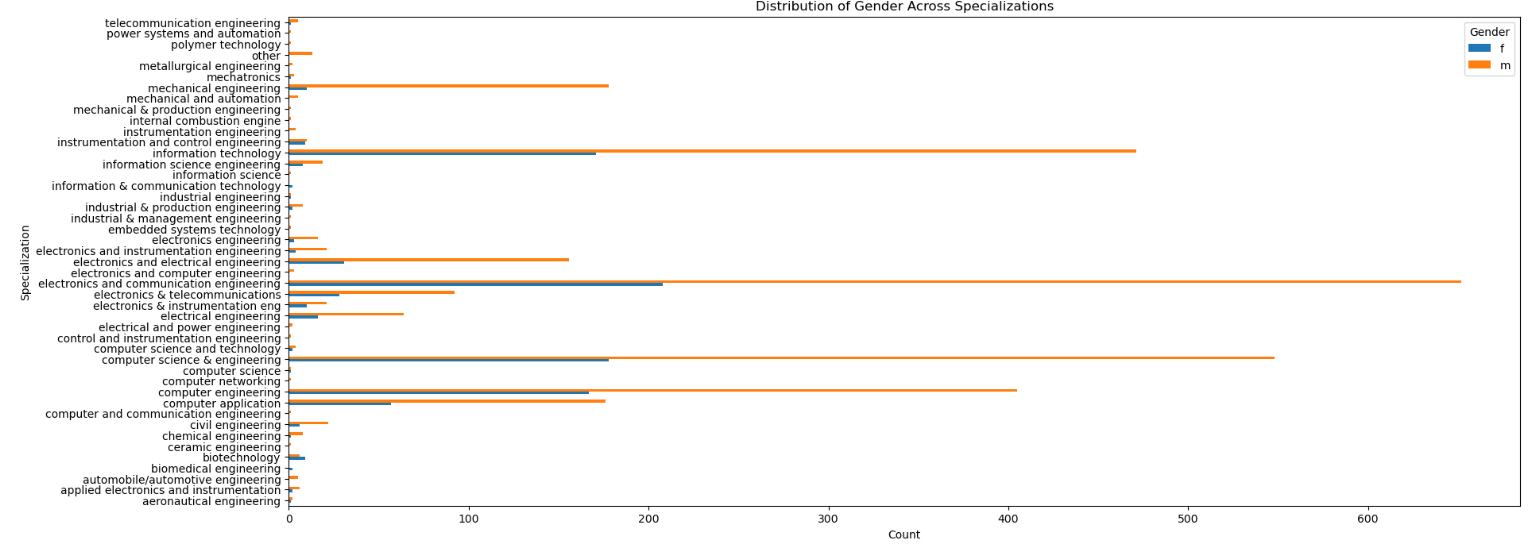 Distribution of Gender Across Specializations
Gender
f
m
Specialization
telecommunication engineering
power systems and automation
polymer technology
other
metallurgical engineering
mechatronics
mechanical engineering
mechanical and automation
mechanical & production engineering
internal combustion engine
instrumentation engineering
instrumentation and control engineering
information technology
information science engineering
information science
information & communication technology
industrial engineering
industrial & production engineering
industrial & management engineering
embedded systems technology
electronics engineering
electronics and instrumentation engineering
electronics and electrical engineering
electronics and computer engineering
electronics and communication engineering
electronics & telecommunications
electronics & instrumentation eng
electrical engineering
electrical and power engineering
control and instrumentation engineering
computer science and technology
computer science & engineering
computer science
computer networking
computer engineering
computer application
computer and communication engineering
civil engineering
chemical engineering
ceramic engineering
biotechnology
biomedical engineering
automobile/automotive engineering
applied electronics and instrumentation
aeronautical engineering
0 100 200 300 400 500 600
Count